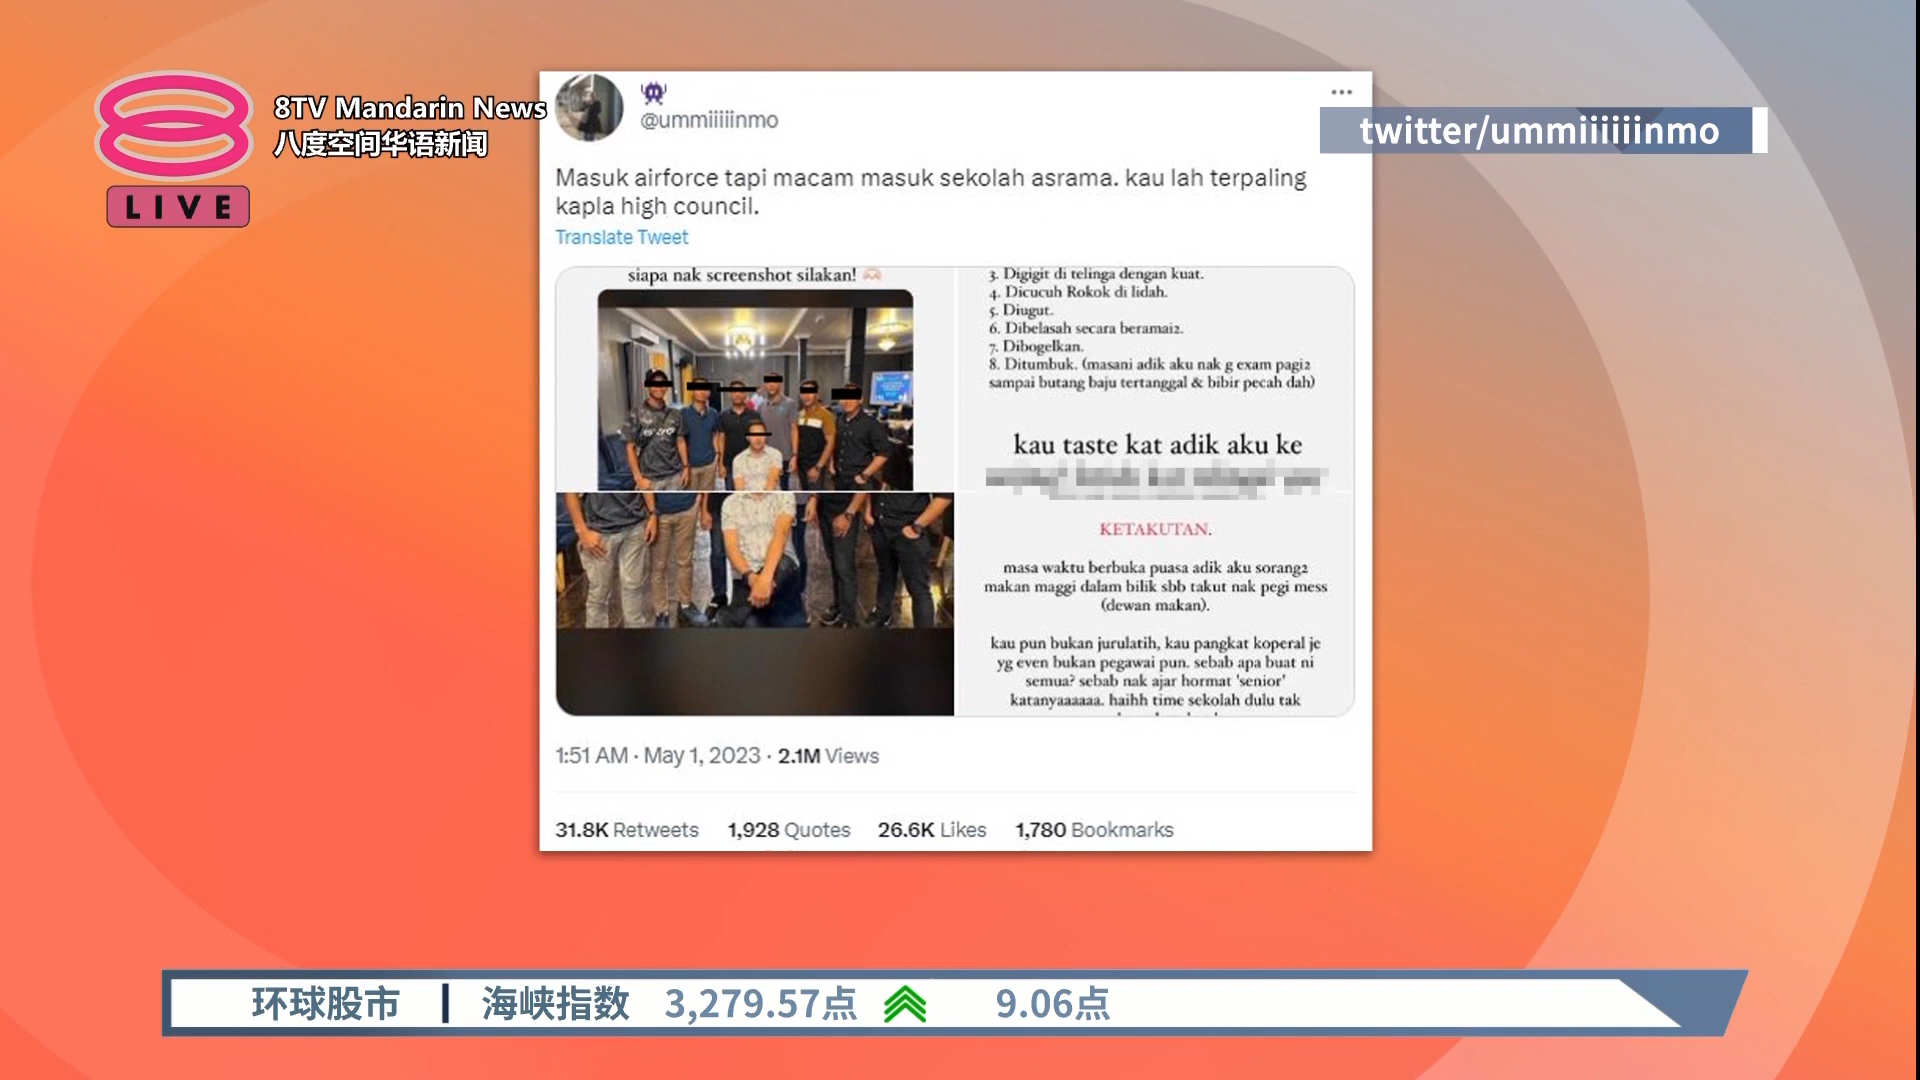 8TV Mandarin News
八度空间华语新闻
LIVE
@ummiiiiinmo
twitter/ummiiiiiinmo
Masuk airforce tapi macam masuk sekolah asrama. kau lah terpaling
kapla high council.
Translate Tweet
siapa nak screenshot silakan!
3. Digigit di telinga dengan kuat.
4. Dicucuh Rokok di lidah.
5. Diugut.
6. Dibelasah secara beramai2.
7. Dibogelkan.
8. Ditumbuk. (masani adik aku nak g exam pagi2
sampai butang baju tertanggal & bibir pecah dah)
kau taste kat adik aku ke
KETAKUTAN.
masa waktu berbuka puasa adik aku sorang2
makan maggi dalam bilik sbb takut nak pegi mess
(dewan makan).
kau pun bukan jurulatih, kau pangkat koperal je
yg even bukan pegawai pun. sebab apa buat ni
semua? sebab nak ajar hormat 'senior'
katanyaaaaaa. haihh time sekolah dulu tak
1:51 AM · May 1, 2023 · 2.1M Views
31.8K Retweets 1,928 Quotes 26.6K Likes 1,780 Bookmarks
环球股市 | 海峡指数 3,279.57点 9.06点